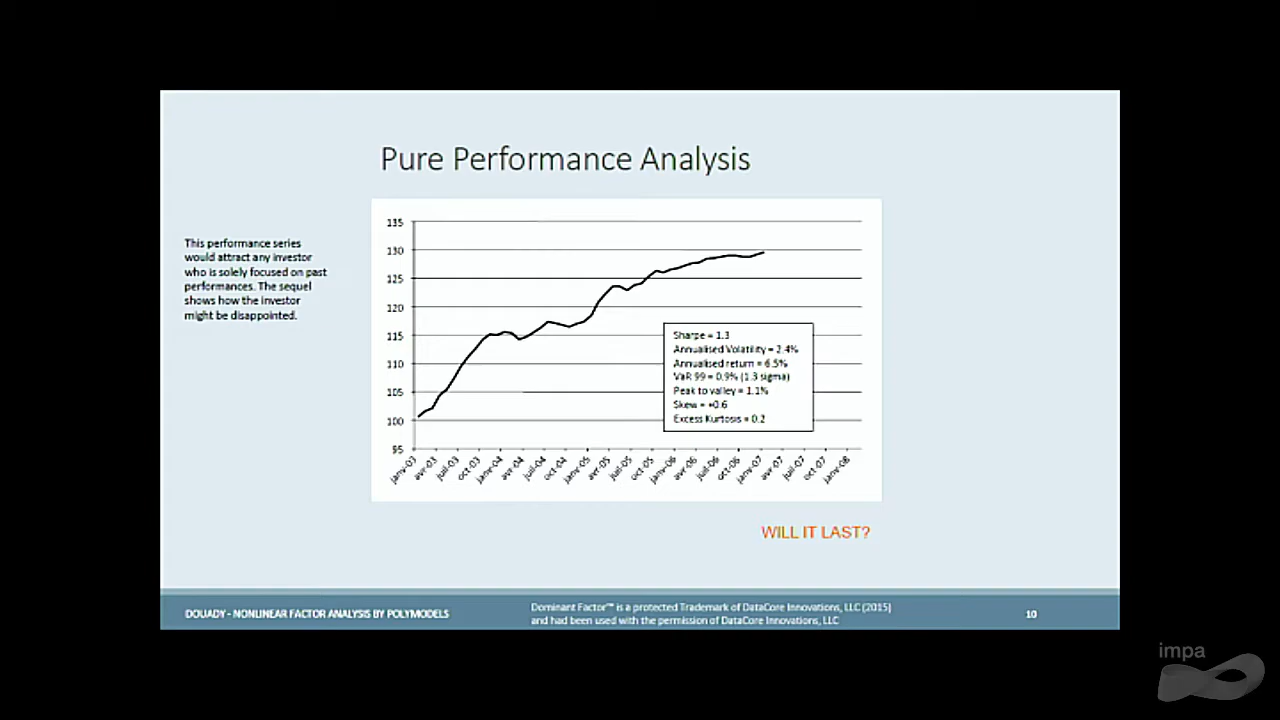 Pure Performance Analysis
This performance series
would attract any investor
who is solely focused on past
performances. The sequel
shows how the investor
might be disappointed.
135
130
125
120
115
110
105
100
95
Sharpe = 1.3
Annualised Volatility = 2.4%
Annualised return = 6.5%
VaR 99 = 0.9% (1.3 sigma)
Peak to valley = 1.1%
Skew = +0.6
Excess Kurtosis = 0.2
janv-03
avr-03
juil-03
oct-03
janv-04
avr-04
juil-04
oct-04
janv-05
avr-05
juil-05
oct-05
janv-06
avr-06
juil-06
oct-06
janv-07
avr-07
juil-07
oct-07
janv-08
WILL IT LAST?
DOUADY - NONLINEAR FACTOR ANALYSIS BY POLYMODELS
Dominant Factor™ is a protected Trademark of DataCore Innovations, LLC (2015)
and had been used with the permission of DataCore Innovations, LLC
10
impa